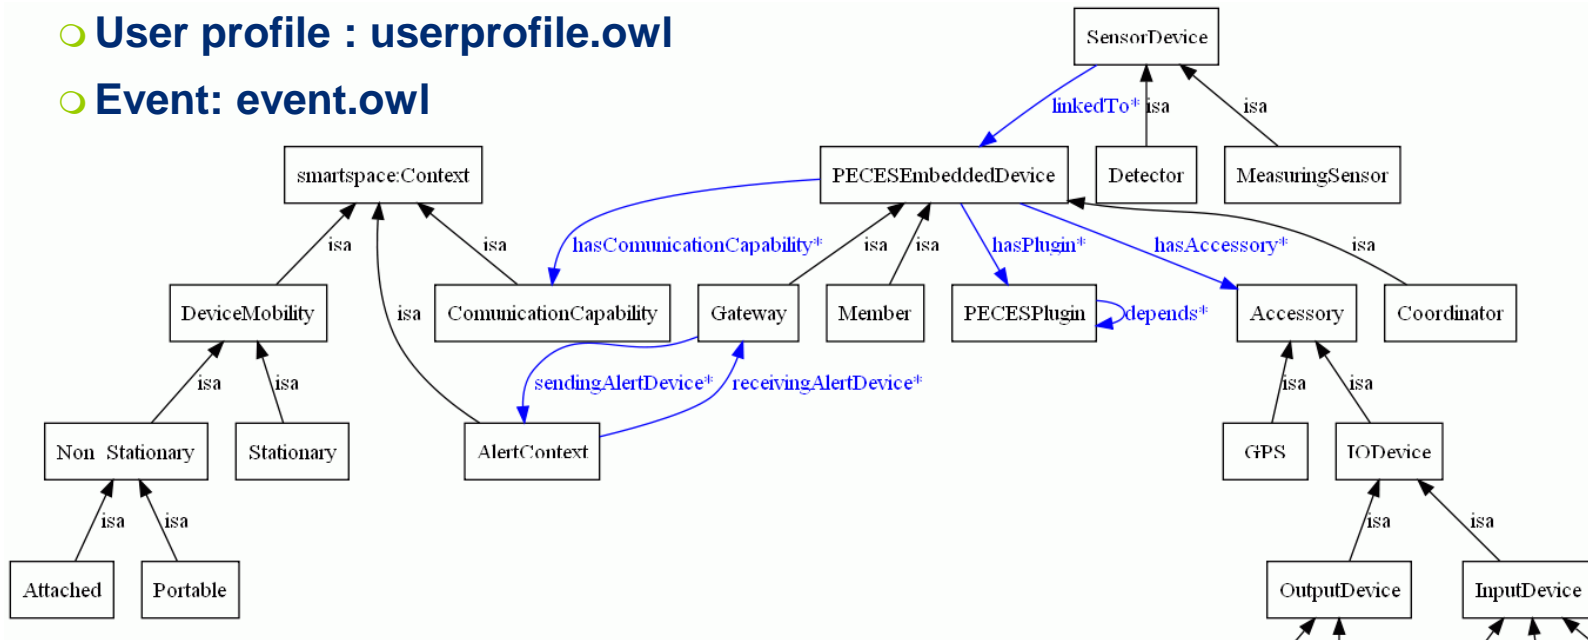 User profile : userprofile.owl
Event: event.owl
SensorDevice
linkedTo*
isa
isa
smartspace:Context
PECESEmbeddedDevice
Detector
MeasuringSensor
isa
isa
hasComunicationCapability*
isa
isa
hasPlugin*
hasAccessory*
isa
DeviceMobility
isa
ComunicationCapability
Gateway
Member
PECESPlugin
depends*
Accessory
Coordinator
isa
isa
sendingAlertDevice*
receivingAlertDevice*
isa
isa
Non Stationary
Stationary
AlertContext
GPS
IODevice
isa
isa
isa
isa
Attached
Portable
OutputDevice
InputDevice